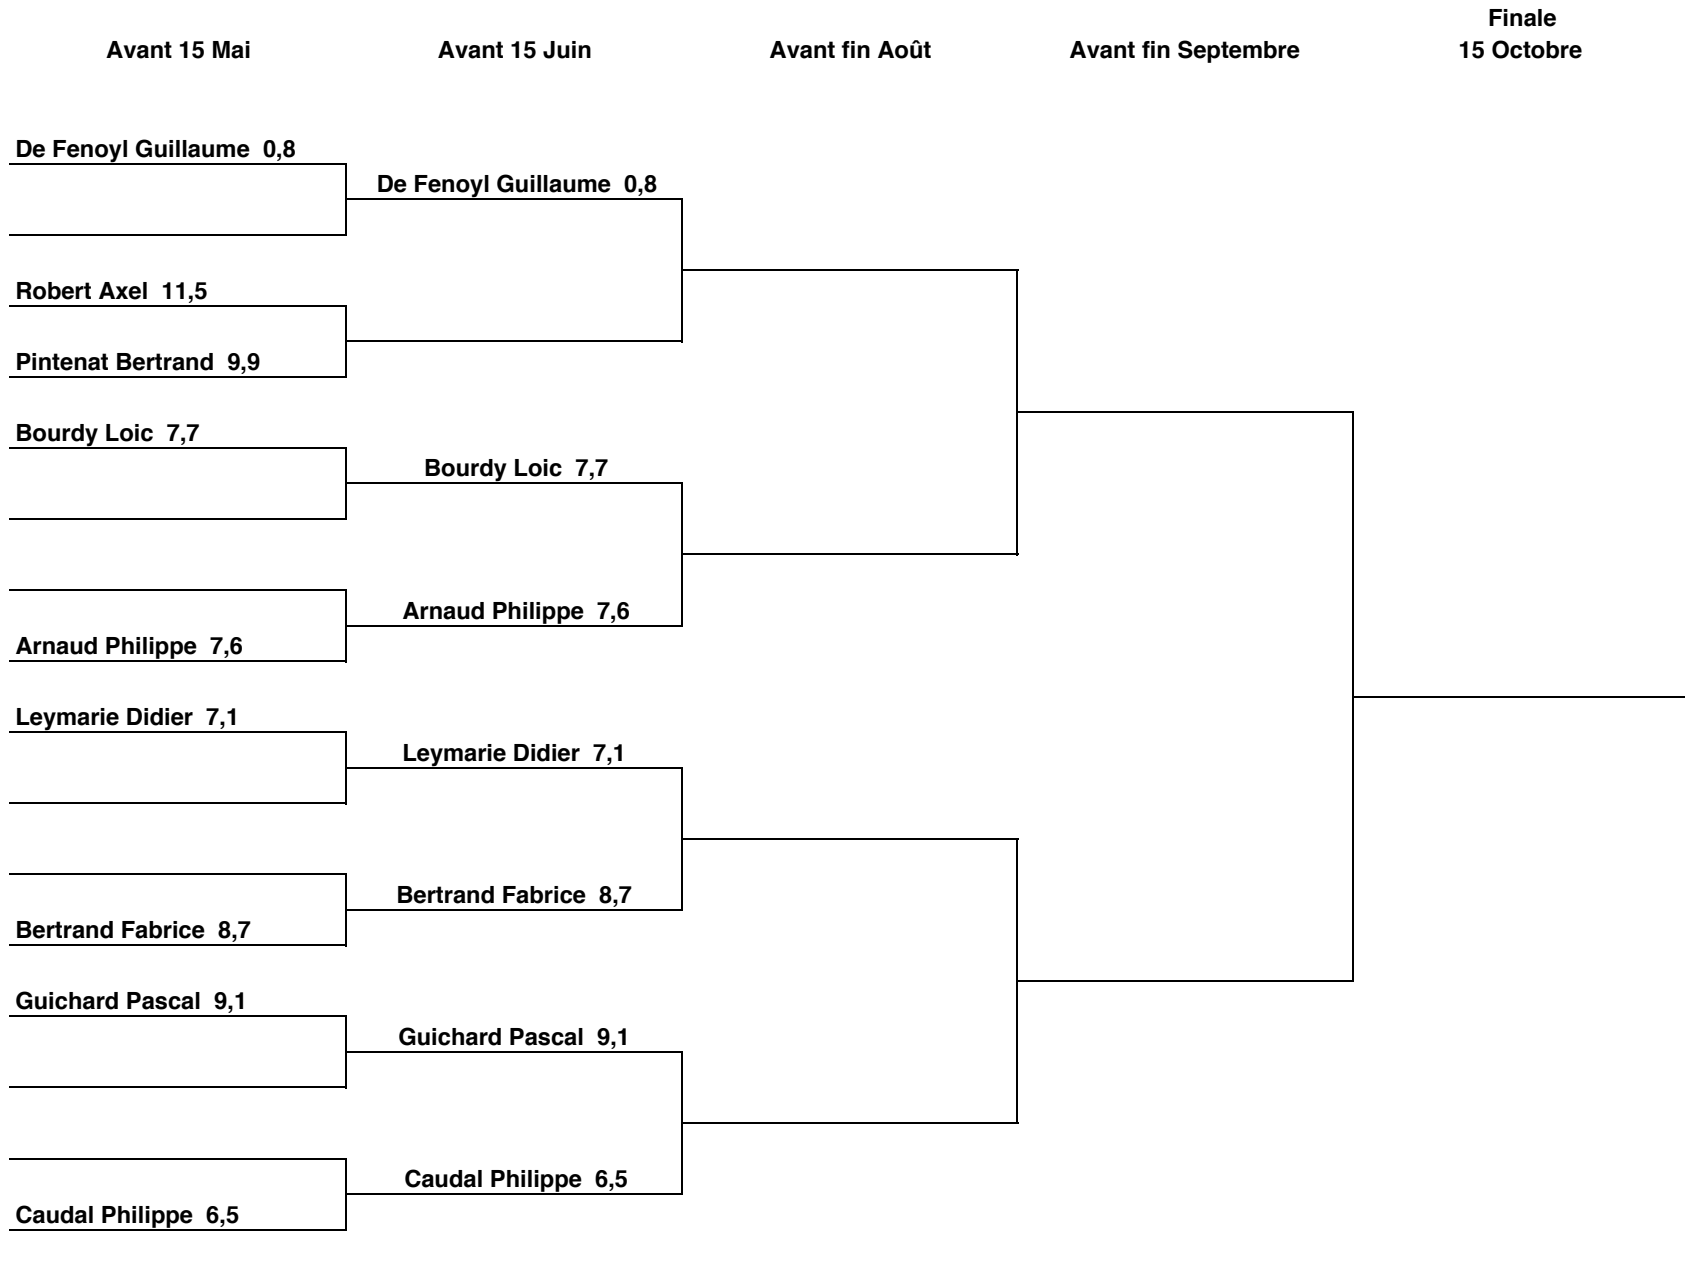 Finale
Avant 15 Mai Avant 15 Juin Avant fin Août Avant fin Septembre 15 Octobre
De Fenoyl Guillaume 0,8
De Fenoyl Guillaume 0,8
Robert Axel 11,5
Pintenat Bertrand 9,9
Bourdy Loic 7,7
Bourdy Loic 7,7
Arnaud Philippe 7,6
Arnaud Philippe 7,6
Leymarie Didier 7,1
Leymarie Didier 7,1
Bertrand Fabrice 8,7
Bertrand Fabrice 8,7
Guichard Pascal 9,1
Guichard Pascal 9,1
Caudal Philippe 6,5
Caudal Philippe 6,5